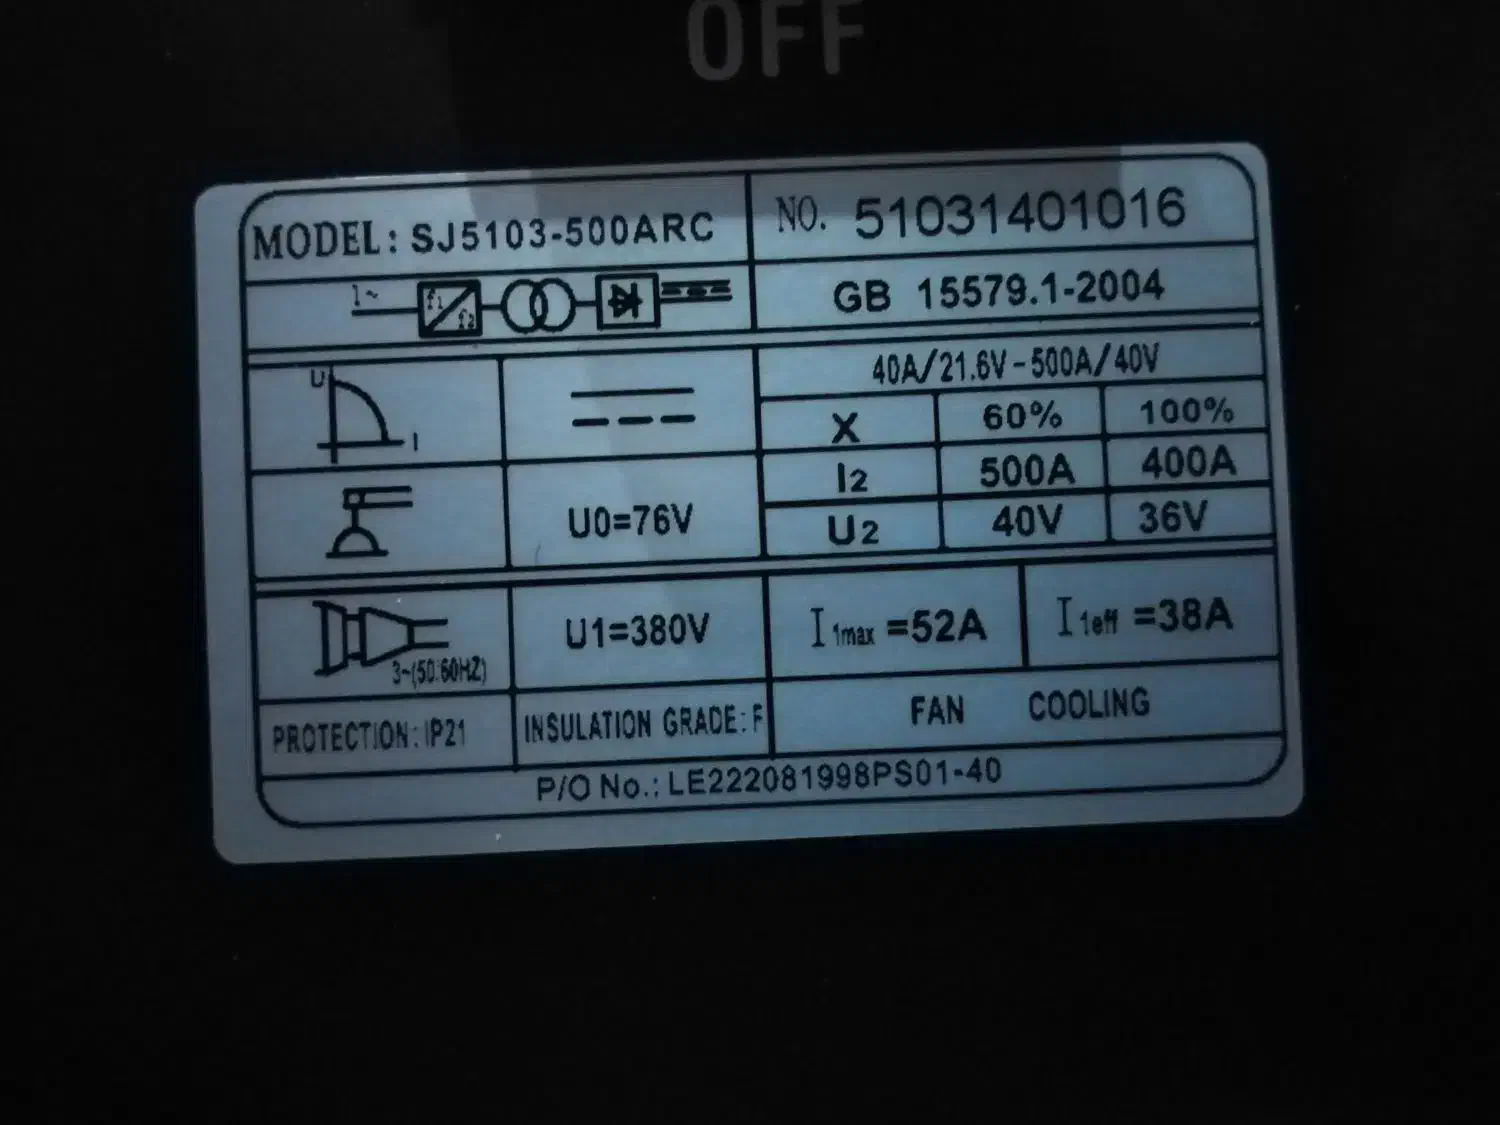 OFF
MODEL: SJ5103-500ARC
NO. 51031401016
1~ f1 f2
GB 15579.1-2004
U I
40A/21.6V-500A/40V
X 60% 100%
I2 500A 400A
U0=76V
U2 40V 36V
3~(50.60HZ)
U1=380V
I1max =52A
I1eff =38A
PROTECTION: IP21
INSULATION GRADE: F
FAN COOLING
P/O No.: LE222081998PS01-40